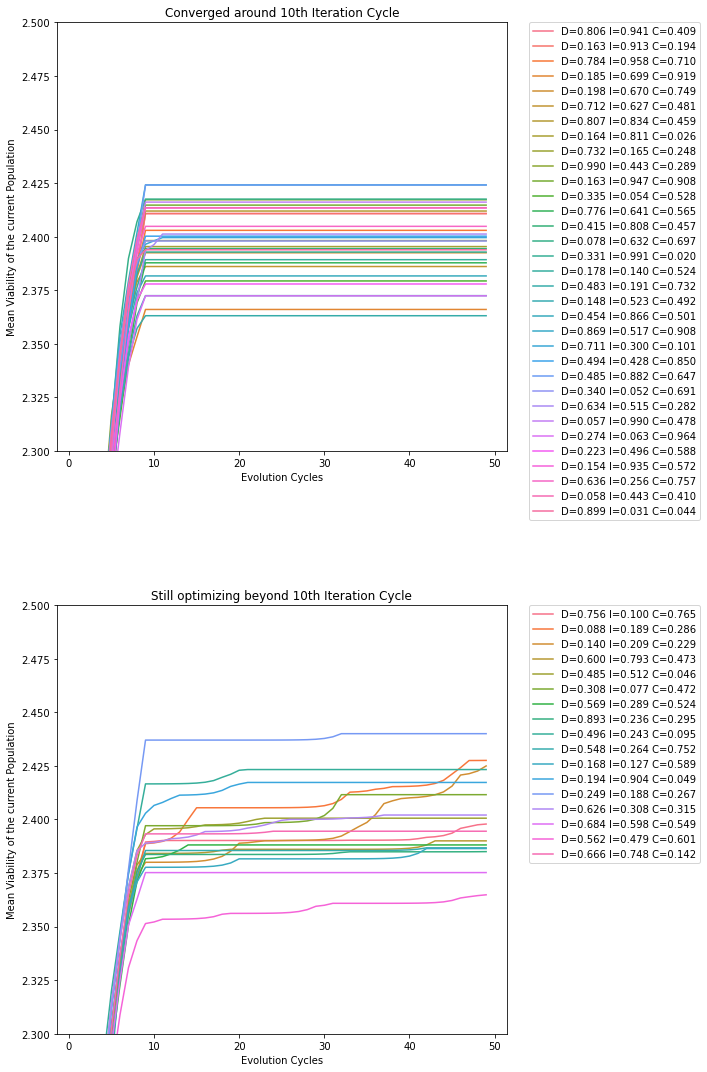 Converged around 10th Iteration Cycle
2.500
2.475
2.450
2.425
2.400
2.375
2.350
2.325
2.300
Mean Viability of the current Population
0 10 20 30 40 50
Evolution Cycles
D=0.806 I=0.941 C=0.409
D=0.163 I=0.913 C=0.194
D=0.784 I=0.958 C=0.710
D=0.185 I=0.699 C=0.919
D=0.198 I=0.670 C=0.749
D=0.712 I=0.627 C=0.481
D=0.807 I=0.834 C=0.459
D=0.164 I=0.811 C=0.026
D=0.732 I=0.165 C=0.248
D=0.990 I=0.443 C=0.289
D=0.163 I=0.947 C=0.908
D=0.335 I=0.054 C=0.528
D=0.776 I=0.641 C=0.565
D=0.415 I=0.808 C=0.457
D=0.078 I=0.632 C=0.697
D=0.331 I=0.991 C=0.020
D=0.178 I=0.140 C=0.524
D=0.483 I=0.191 C=0.732
D=0.148 I=0.523 C=0.492
D=0.454 I=0.866 C=0.501
D=0.869 I=0.517 C=0.908
D=0.711 I=0.300 C=0.101
D=0.494 I=0.428 C=0.850
D=0.485 I=0.882 C=0.647
D=0.340 I=0.052 C=0.691
D=0.634 I=0.515 C=0.282
D=0.057 I=0.990 C=0.478
D=0.274 I=0.063 C=0.964
D=0.223 I=0.496 C=0.588
D=0.154 I=0.935 C=0.572
D=0.636 I=0.256 C=0.757
D=0.058 I=0.443 C=0.410
D=0.899 I=0.031 C=0.044
Still optimizing beyond 10th Iteration Cycle
2.500
2.475
2.450
2.425
2.400
2.375
2.350
2.325
2.300
Mean Viability of the current Population
0 10 20 30 40 50
Evolution Cycles
D=0.756 I=0.100 C=0.765
D=0.088 I=0.189 C=0.286
D=0.140 I=0.209 C=0.229
D=0.600 I=0.793 C=0.473
D=0.485 I=0.512 C=0.046
D=0.308 I=0.077 C=0.472
D=0.569 I=0.289 C=0.524
D=0.893 I=0.236 C=0.295
D=0.496 I=0.243 C=0.095
D=0.548 I=0.264 C=0.752
D=0.168 I=0.127 C=0.589
D=0.194 I=0.904 C=0.049
D=0.249 I=0.188 C=0.267
D=0.626 I=0.308 C=0.315
D=0.684 I=0.598 C=0.549
D=0.562 I=0.479 C=0.601
D=0.666 I=0.748 C=0.142